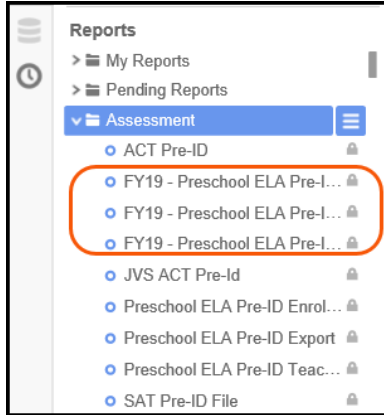 Reports
My Reports
Pending Reports
Assessment
ACT Pre-ID
FY19 - Preschool ELA Pre-I...
FY19 - Preschool ELA Pre-I...
FY19 - Preschool ELA Pre-I...
JVS ACT Pre-Id
Preschool ELA Pre-ID Enrol...
Preschool ELA Pre-ID Export
Preschool ELA Pre-ID Teac...
SAT Pre-ID File